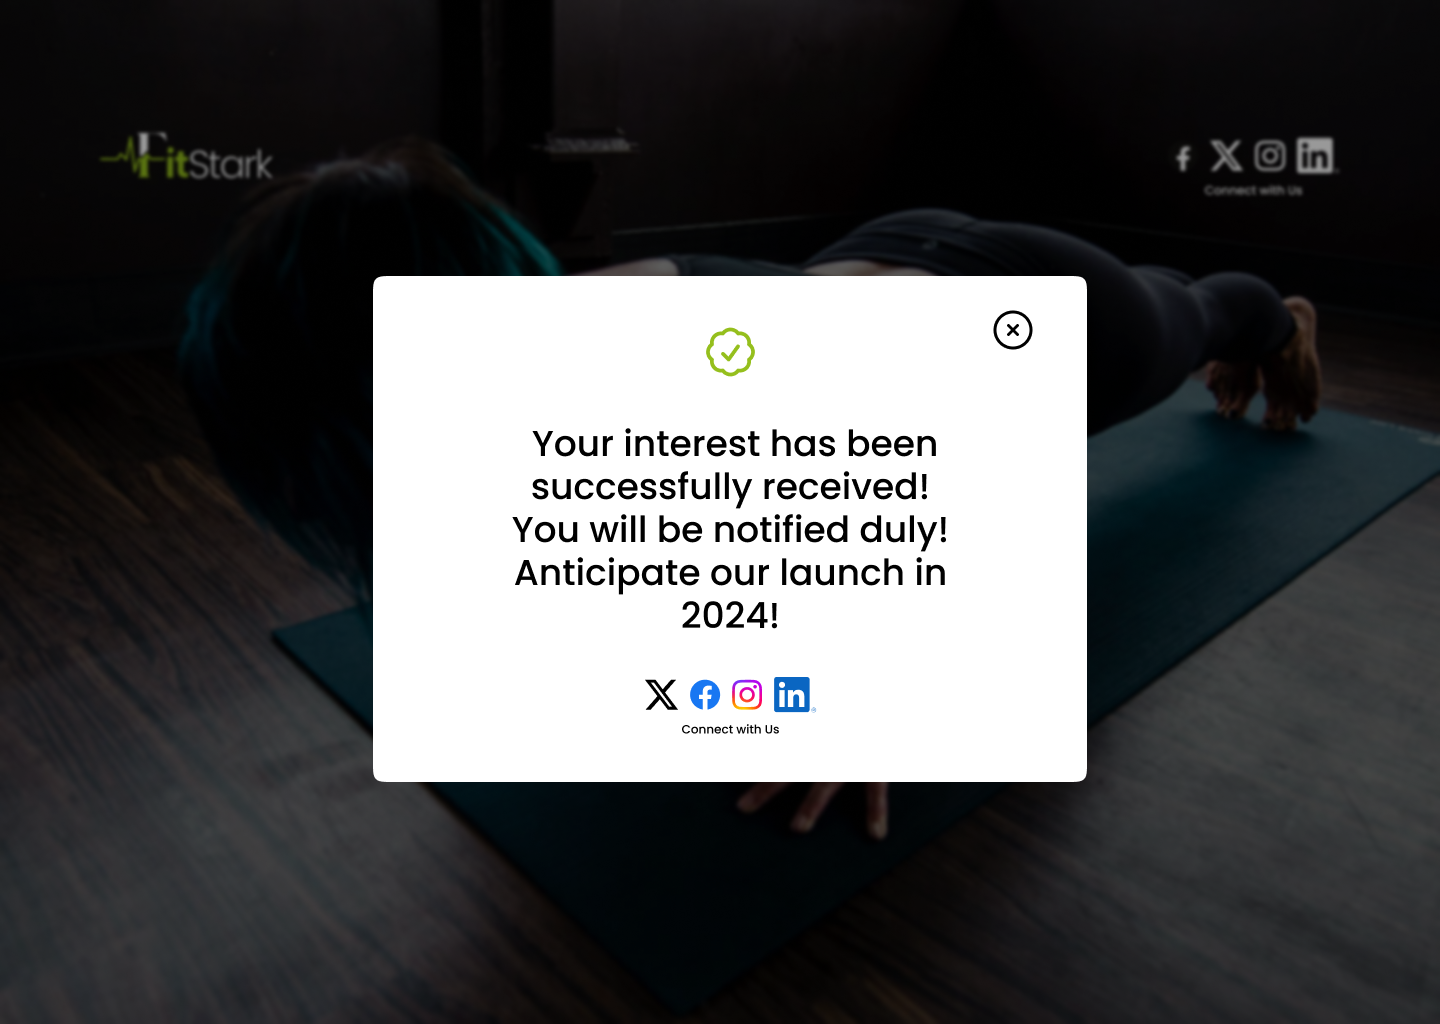 FitStark
Connect with Us
Your interest has been
successfully received!
You will be notified duly!
Anticipate our launch in
2024!
in
Connect with Us